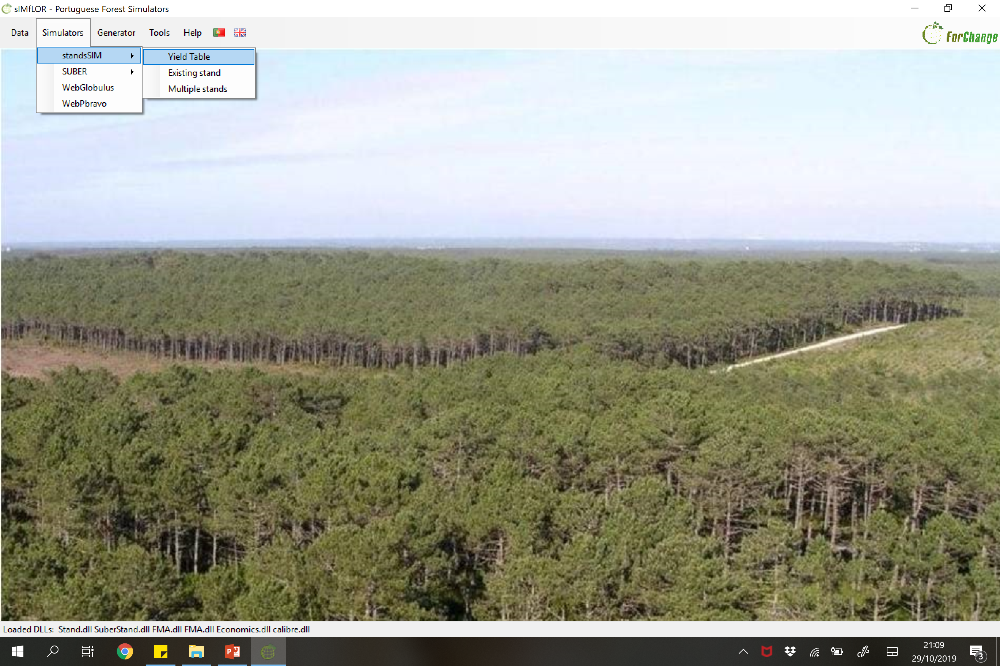 sIMfLOR - Portuguese Forest Simulators
Data Simulators Generator Tools Help
ForChange
standsSIM
SUBER
WebGlobulus
WebPbravo
Yield Table
Existing stand
Multiple stands
Loaded DLLs: Stand.dll SuberStand.dll FMA.dll FMA.dll Economics.dll calibre.dll
21:09
29/10/2019
3